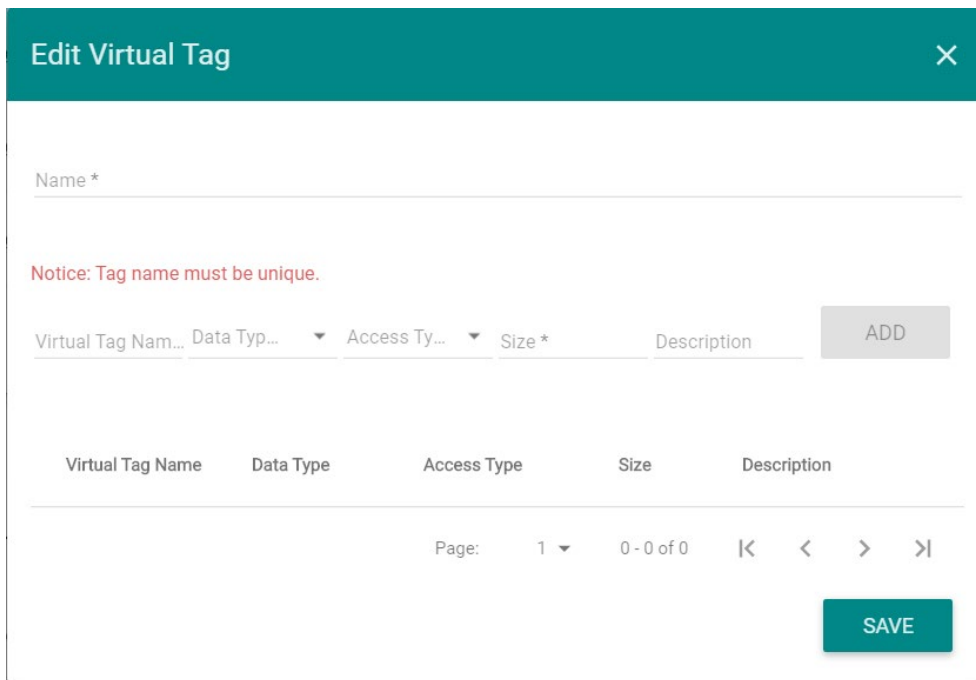 Edit Virtual Tag
Name *
Notice: Tag name must be unique.
Virtual Tag Nam... Data Typ... Access Ty... Size * Description ADD
Virtual Tag Name Data Type Access Type Size Description
Page: 1 0 - 0 of 0
SAVE